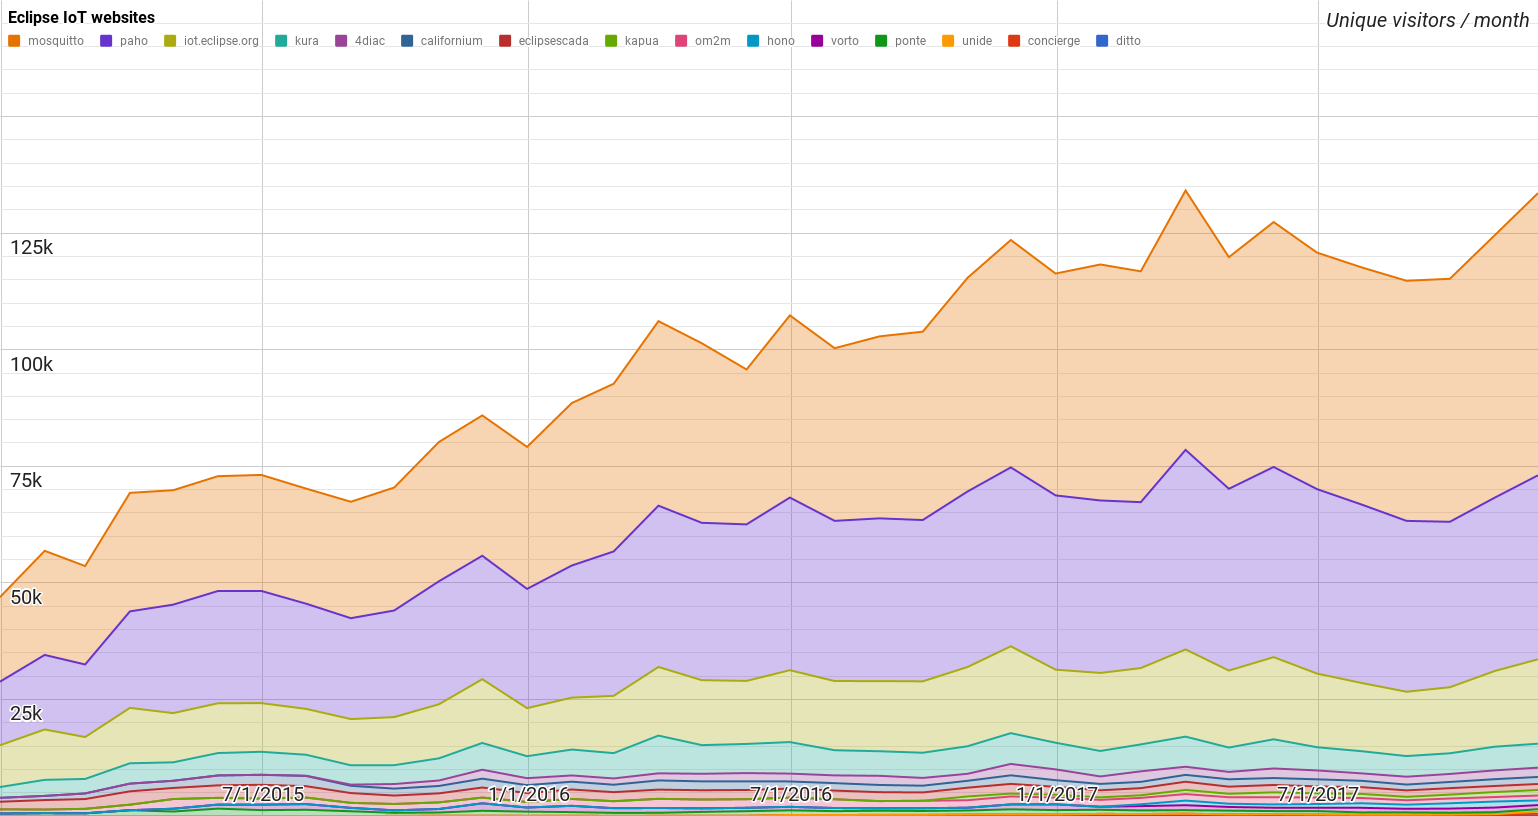 Eclipse IoT websites
Unique visitors / month
mosquitto paho iot.eclipse.org kura 4diac californium eclipsescada kapua om2m hono vorto ponte unide concierge ditto
125k
100k
75k
50k
25k
7/1/2015 1/1/2016 7/1/2016 1/1/2017 7/1/2017